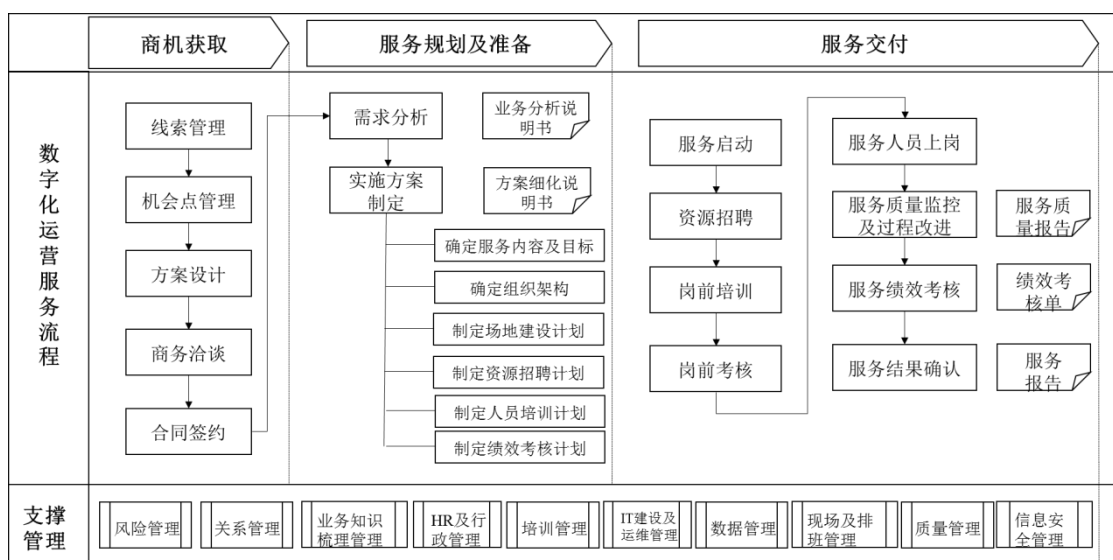 商机获取
服务规划及准备
服务交付
数字化运营服务流程
线索管理
机会点管理
方案设计
商务洽谈
合同签约
需求分析
业务分析说
明书
实施方案
制定
方案细化说
明书
确定服务内容及目标
确定组织架构
制定场地建设计划
制定资源招聘计划
制定人员培训计划
制定绩效考核计划
服务启动
资源招聘
岗前培训
岗前考核
服务人员上岗
服务质量监控
及过程改进
服务质
量报告
服务绩效考核
绩效考
核单
服务结果确认
服务
报告
支撑
管理
风险管理
关系管理
业务知识
梳理管理
HR及行
政管理
培训管理
IT建设及
运维管理
数据管理
现场及排
班管理
质量管理
信息安
全管理